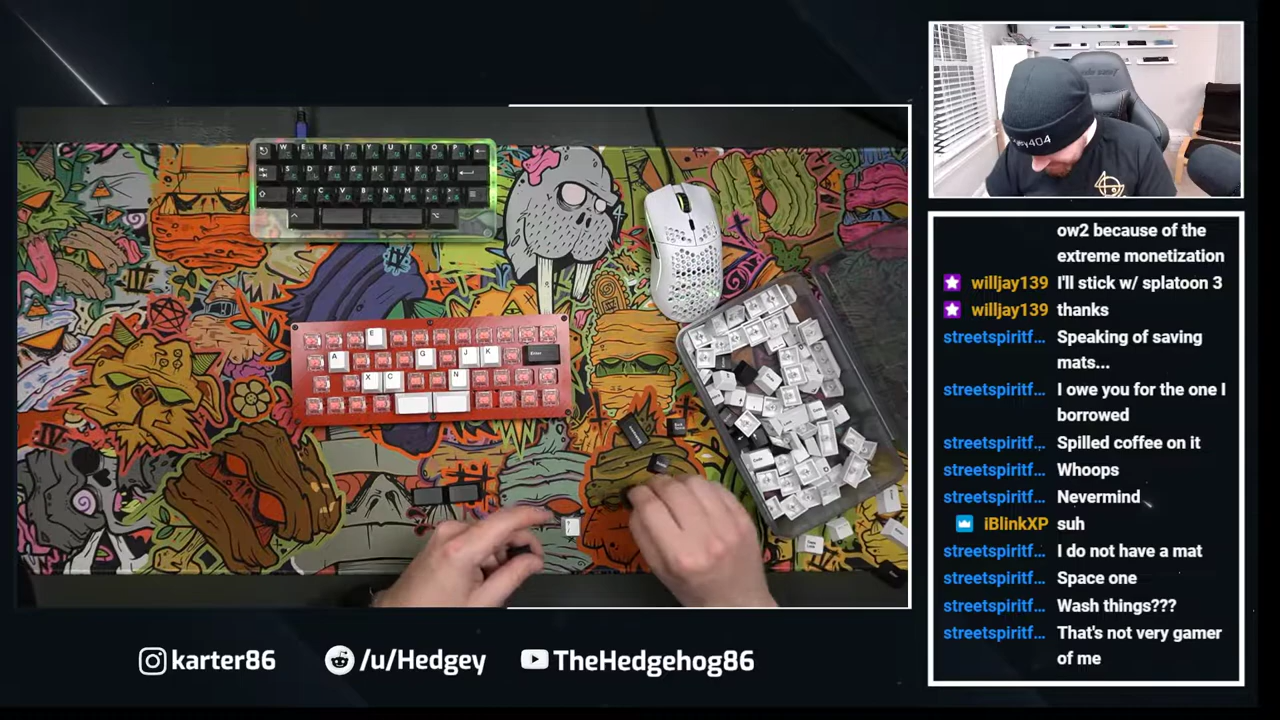 W E R T Y U I O P
S D F G H J K L
X C V B N M
E
A G J K Enter
X C N
ow2 because of the
extreme monetization
willjay139 I'll stick w/ splatoon 3
willjay139 thanks
streetspiritf... Speaking of saving
mats...
streetspiritf... I owe you for the one I
borrowed
streetspiritf... Spilled coffee on it
streetspiritf... Whoops
streetspiritf... Nevermind
iBlinkXP suh
streetspiritf... I do not have a mat
streetspiritf... Space one
streetspiritf... Wash things???
streetspiritf... That's not very gamer
of me
karter86
/u/Hedgey
TheHedgehog86